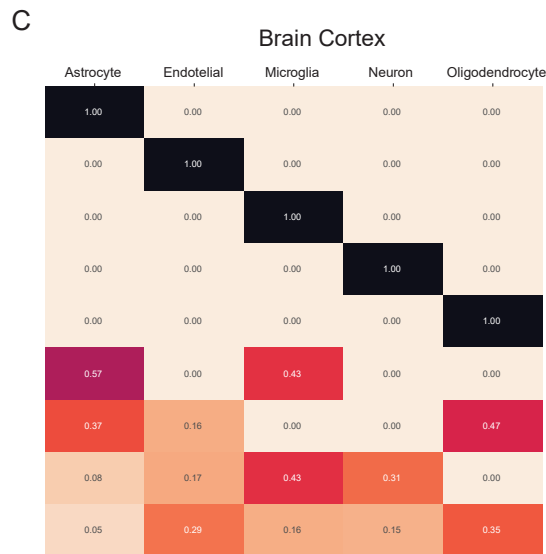 C
Brain Cortex
Astrocyte Endotelial Microglia Neuron Oligodendrocyte
1.00 0.00 0.00 0.00 0.00
0.00 1.00 0.00 0.00 0.00
0.00 0.00 1.00 0.00 0.00
0.00 0.00 0.00 1.00 0.00
0.00 0.00 0.00 0.00 1.00
0.57 0.00 0.43 0.00 0.00
0.37 0.16 0.00 0.00 0.47
0.08 0.17 0.43 0.31 0.00
0.05 0.29 0.16 0.15 0.35